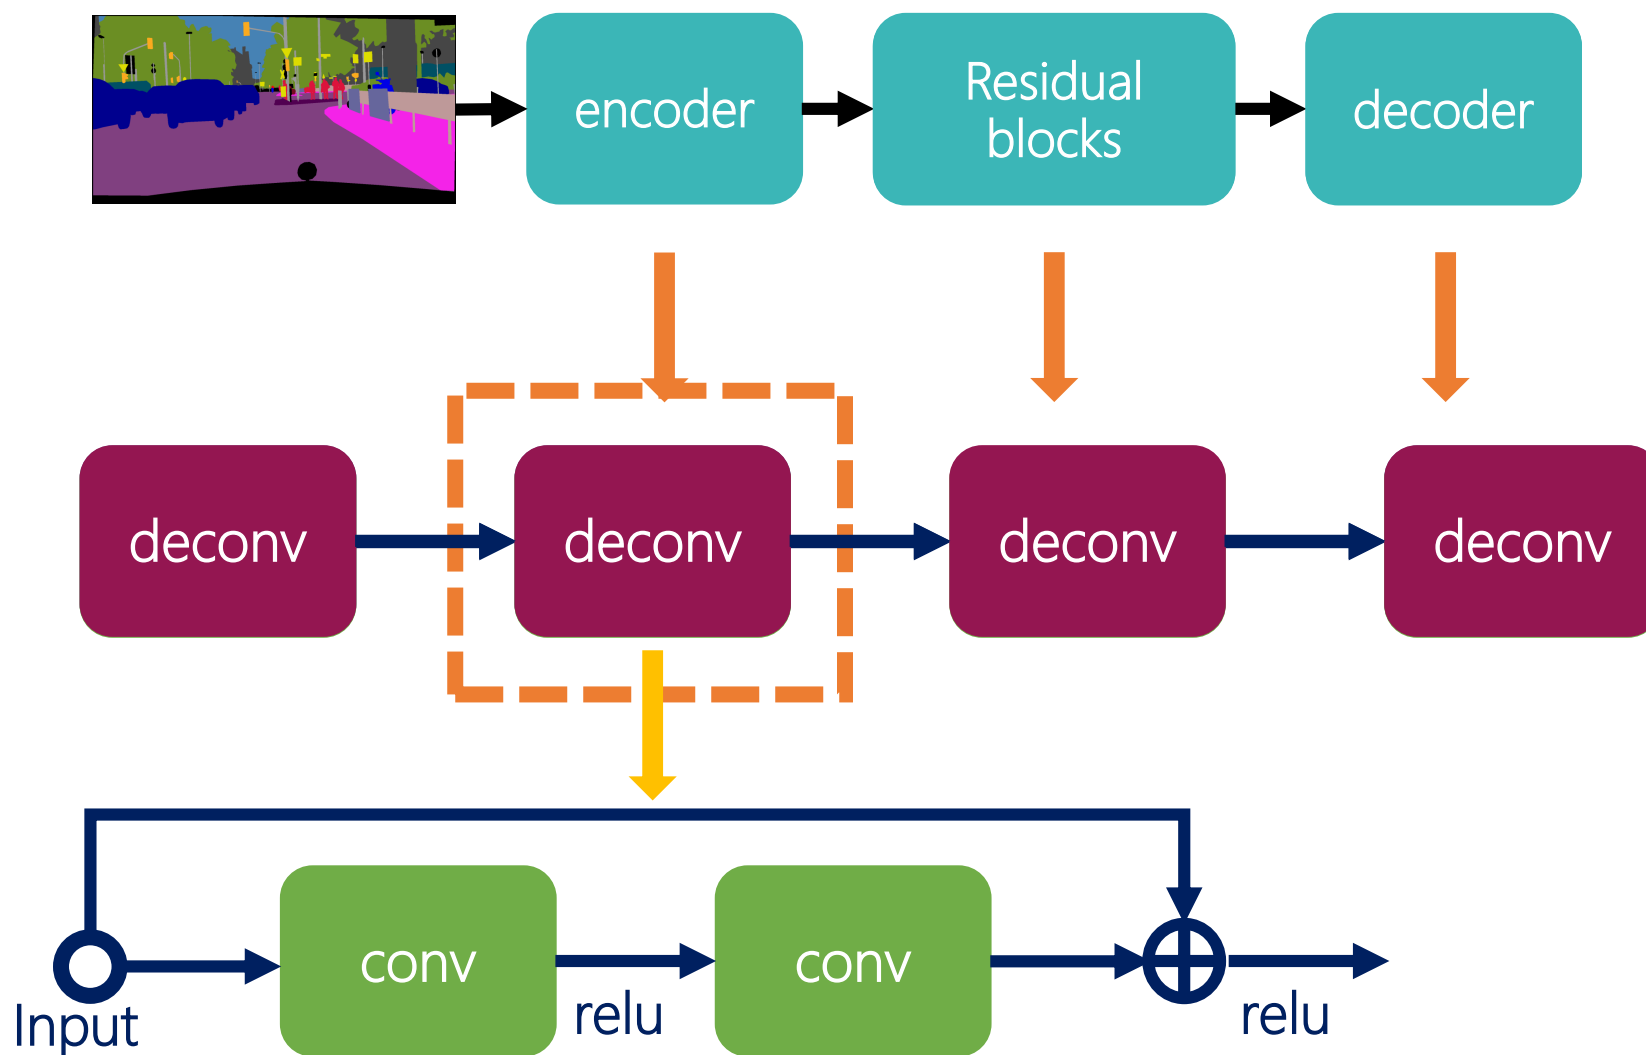 encoder
Residual
blocks
decoder
deconv
deconv
deconv
deconv
conv
conv
Input
relu
relu